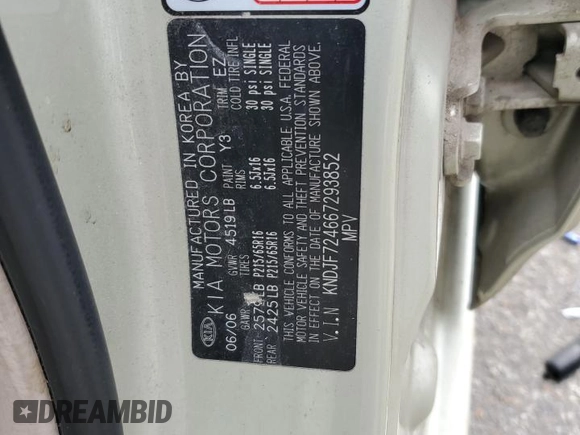 MANUFACTURED IN KOREA BY
KIA KIA MOTORS CORPORATION
06/06 GVWR 4519LB PAINT Y3 TRIM EZ
GAWR TIRES RIMS COLD TIRE INFL
FRONT 2579LB P215/65R16 6.5Jx16 30 psi SINGLE
REAR 2425LB P215/65R16 6.5Jx16 30 psi SINGLE
THIS VEHICLE CONFORMS TO ALL APPLICABLE U.S.A. FEDERAL
MOTOR VEHICLE SAFETY AND THEFT PREVENTION STANDARDS
IN EFFECT ON THE DATE OF MANUFACTURE SHOWN ABOVE.
V.I.N KNDJF724667293852
MPV
DREAMBID